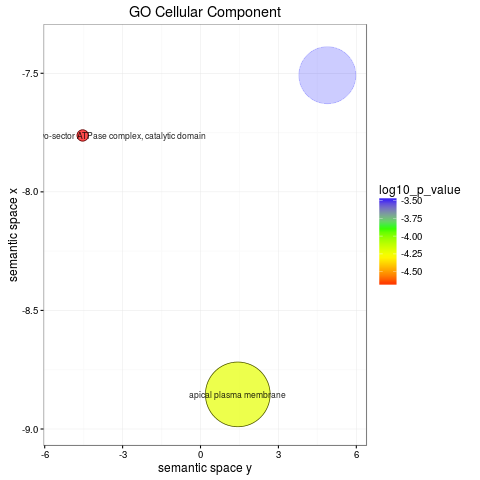 GO Cellular Component
-7.5
-8.0
-8.5
-9.0
semantic space x
o-sector ATPase complex, catalytic domain
apical plasma membrane
-6
-3
0
3
6
semantic space y
log10_p_value
-3.50
-3.75
-4.00
-4.25
-4.50